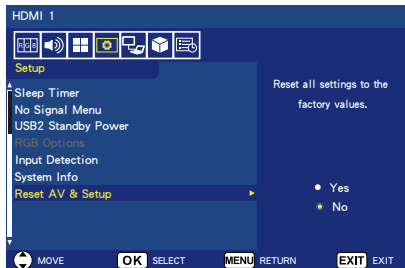 HDMI 1
RGB
Setup
Sleep Timer
No Signal Menu
USB2 Standby Power
RGB Options
Input Detection
System Info
Reset AV & Setup
Reset all settings to the
factory values.
Yes
No
MOVE OK SELECT MENU RETURN EXIT EXIT